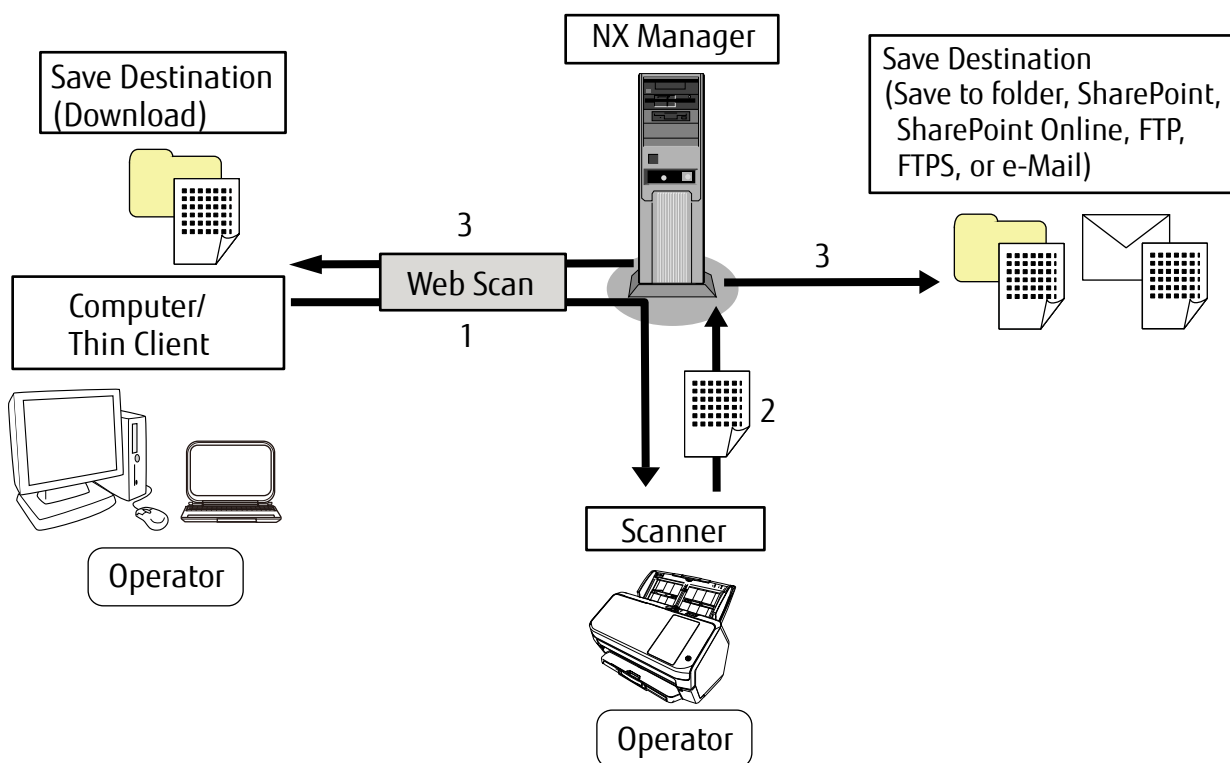 NX Manager
Save Destination
(Download)
Save Destination
(Save to folder, SharePoint,
SharePoint Online, FTP,
FTPS, or e-Mail)
3
Web Scan
3
1
Computer/
Thin Client
2
Scanner
Operator
Operator